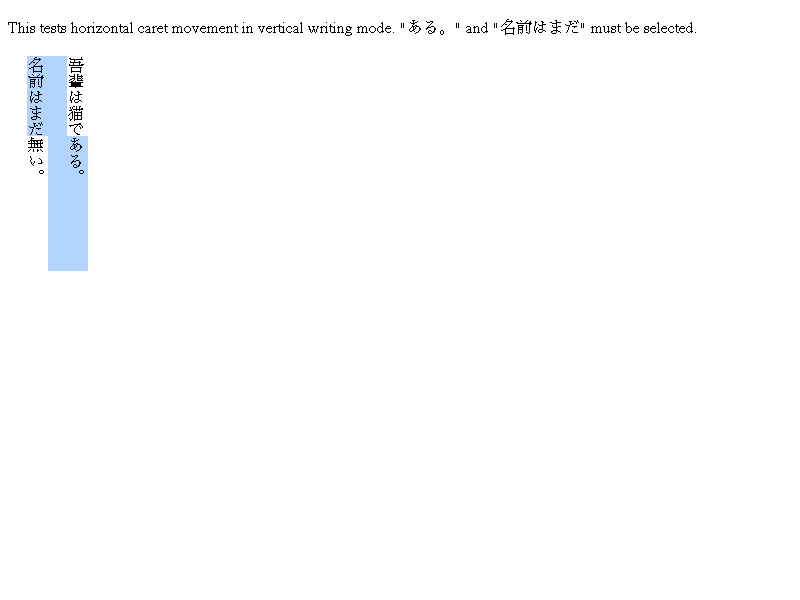 This tests horizontal caret movement in vertical writing mode. "ある。" and "名前はまだ" must be selected.
吾輩は猫である。
名前はまだ無い。